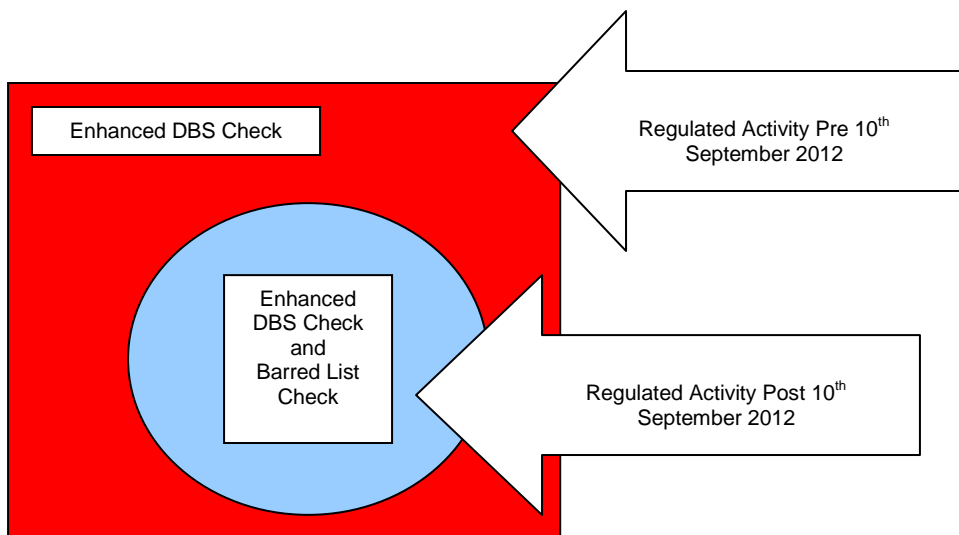 Enhanced DBS Check
Regulated Activity Pre 10th
September 2012
Enhanced
DBS Check
and
Barred List
Check
Regulated Activity Post 10th
September 2012